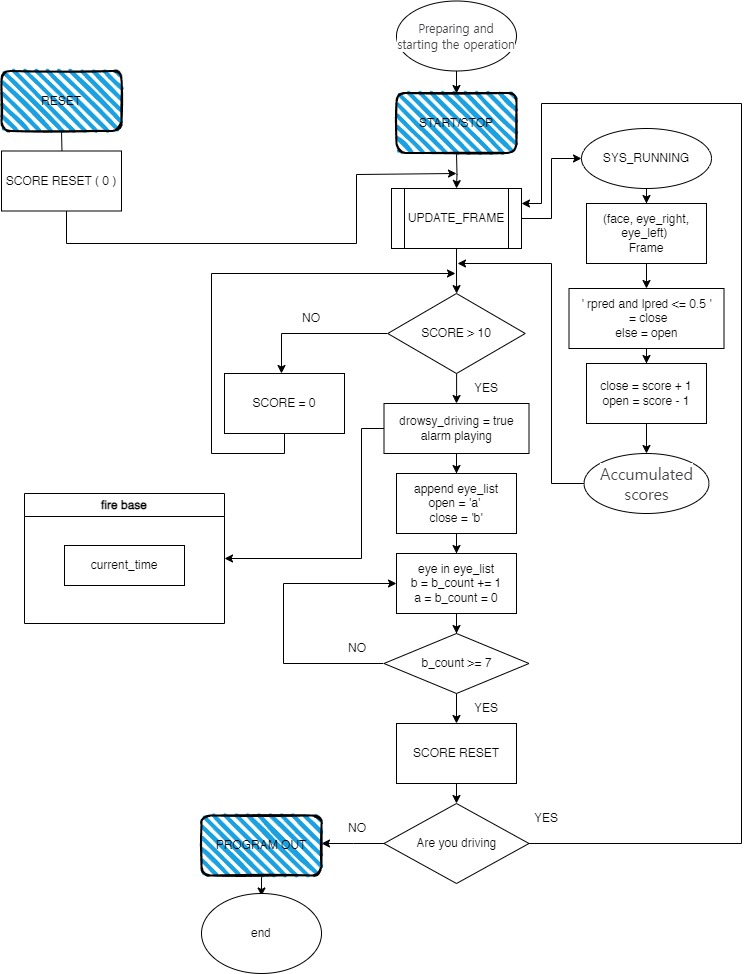 Preparing and
starting the operation
RESET
START/STOP
SCORE RESET ( 0 )
SYS_RUNNING
UPDATE_FRAME
(face, eye_right,
eye_left)
Frame
' rpred and lpred <= 0.5 '
= close
else = open
NO
SCORE > 10
YES
close = score + 1
open = score - 1
SCORE = 0
drowsy_driving = true
alarm playing
Accumulated
scores
append eye_list
open = 'a'
close = 'b'
fire base
current_time
eye in eye_list
b = b_count += 1
a = b_count = 0
NO
b_count >= 7
YES
SCORE RESET
YES
NO
Are you driving
PROGRAM OUT
end